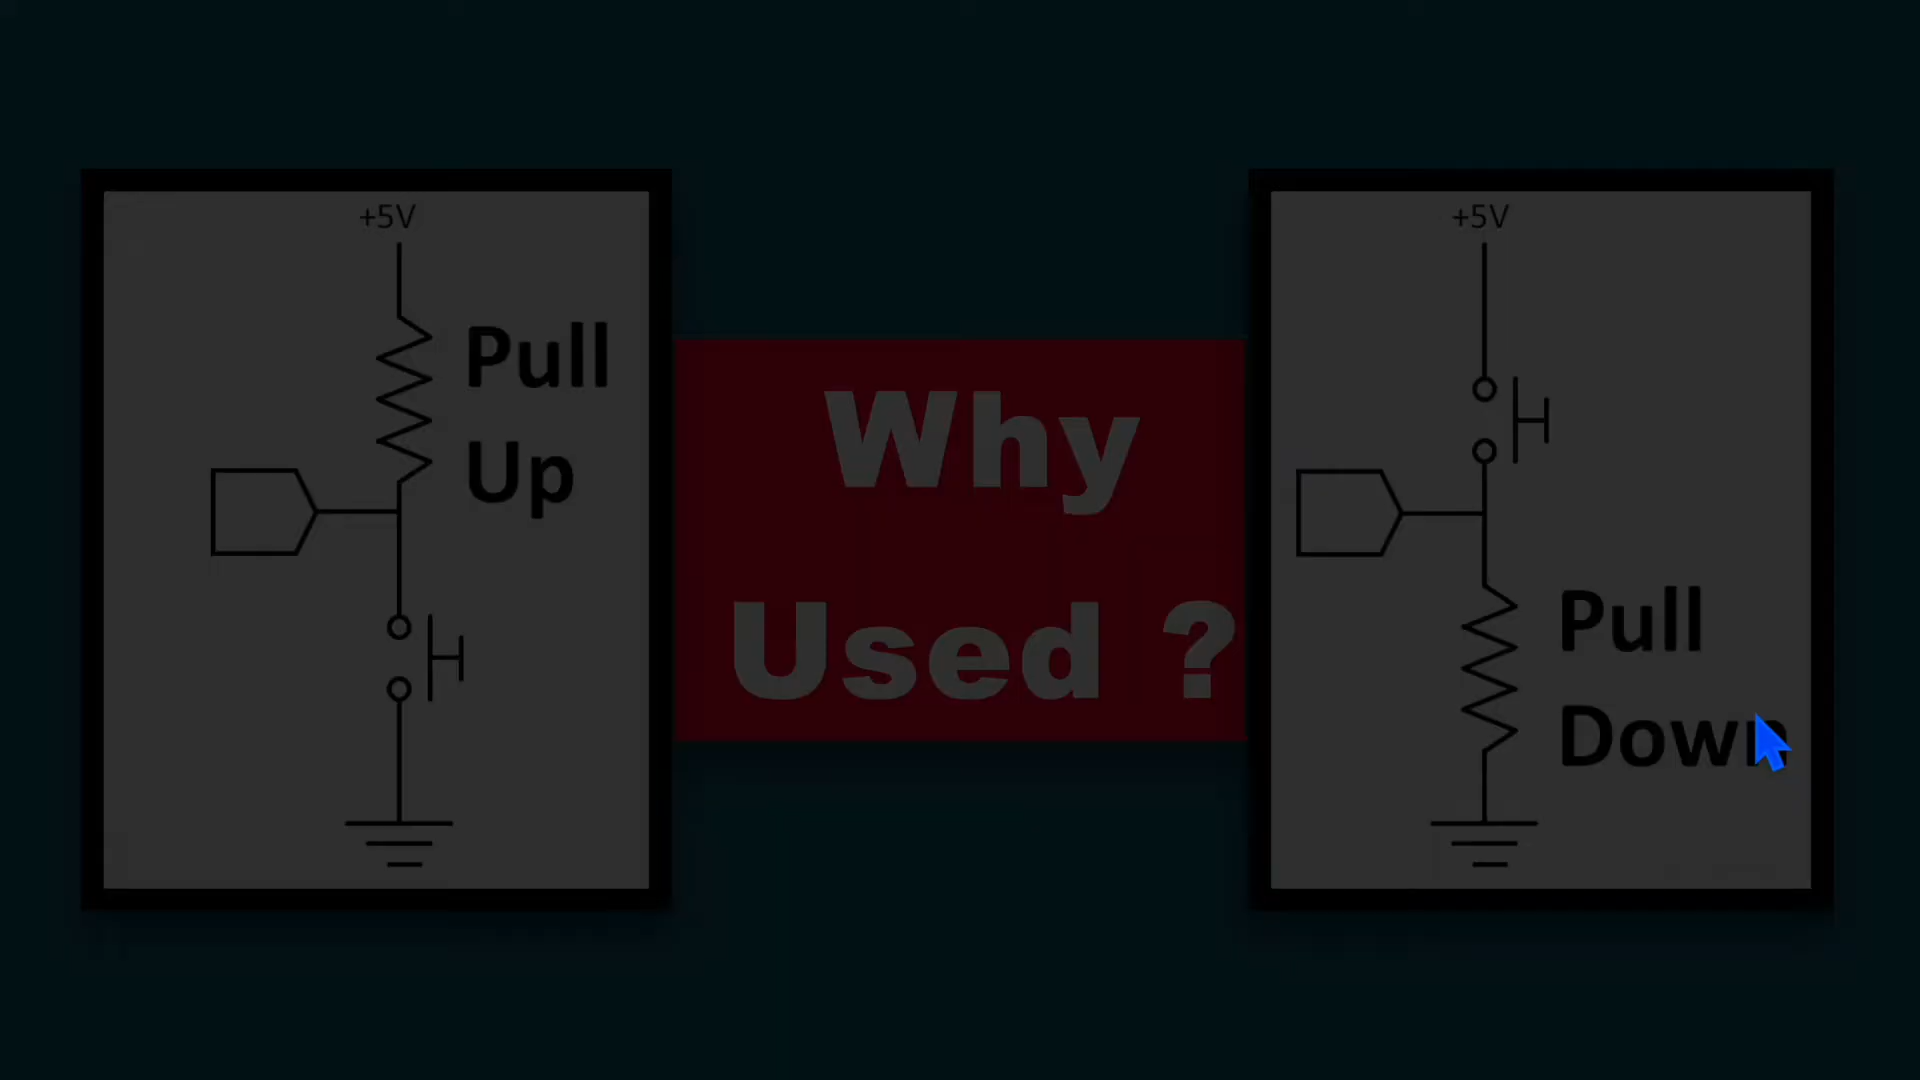 +5V
Pull
Up
Why
Used ?
+5V
Pull
Down